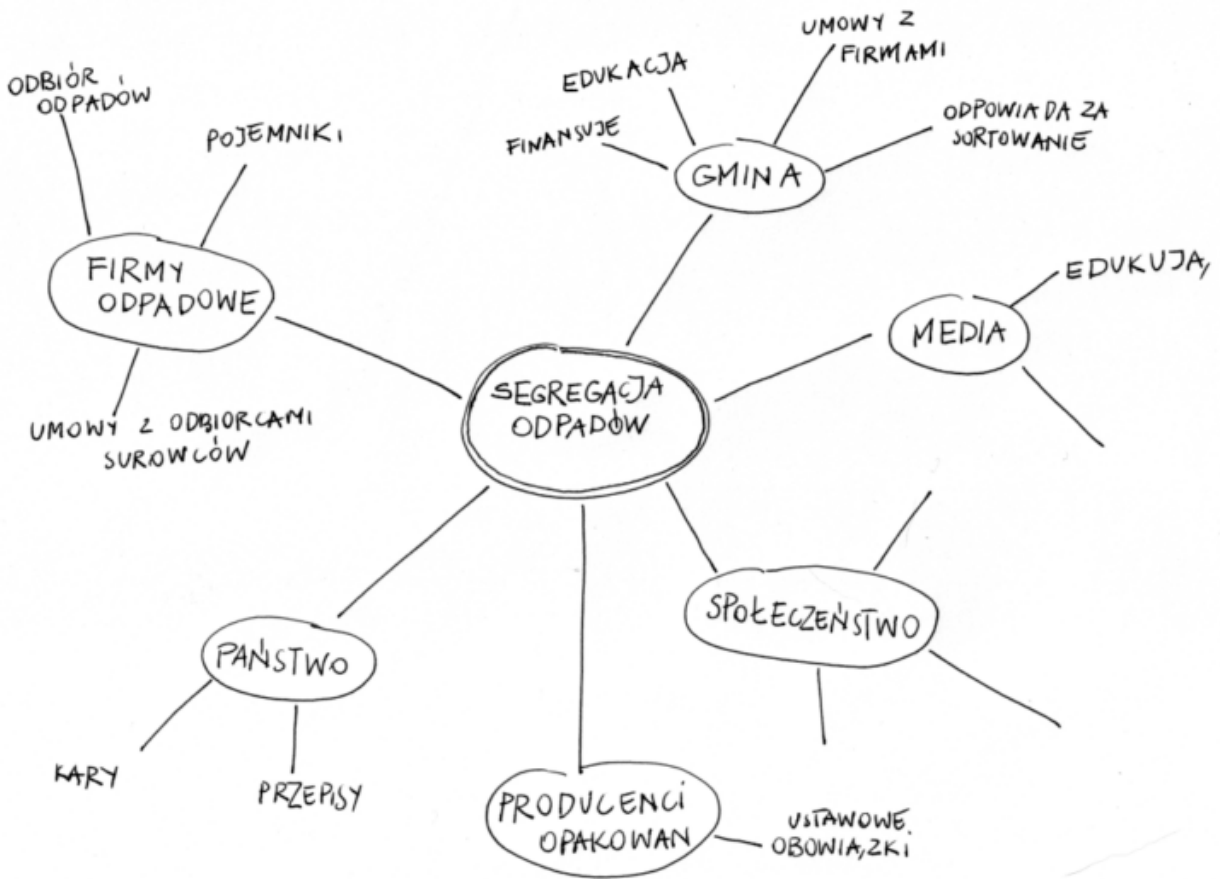 ODBIÓR
ODPADÓW
POJEMNIKI
FIRMY
ODPADOWE
UMOWY Z ODBIORCAMI
SUROWCÓW
UMOWY Z
FIRMAMI
EDUKACJA
FINANSUJE
ODPOWIADA ZA
SORTOWANIE
GMINA
EDUKUJĄ
MEDIA
SEGREGACJA
ODPADÓW
SPOŁECZEŃSTWO
PAŃSTWO
KARY
PRZEPISY
PRODUCENCI
OPAKOWAN
USTAWOWE
OBOWIĄZKI